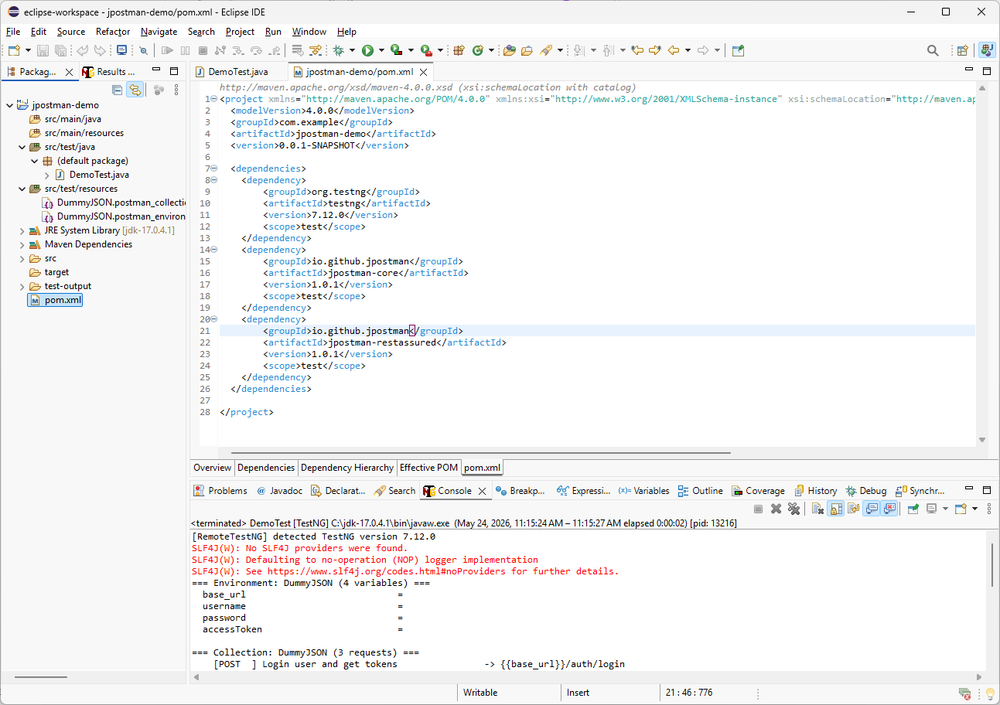 eclipse-workspace - jpostman-demo/pom.xml - Eclipse IDE
File Edit Source Refactor Navigate Search Project Run Window Help
Packag... Results ...
jpostman-demo
src/main/java
src/main/resources
src/test/java
(default package)
DemoTest.java
src/test/resources
DummyJSON.postman_collectio
DummyJSON.postman_environ
JRE System Library [jdk-17.0.4.1]
Maven Dependencies
src
target
test-output
pom.xml
DemoTest.java jpostman-demo/pom.xml
http://maven.apache.org/xsd/maven-4.0.0.xsd (xsi:schemaLocation with catalog)
1 <project xmlns="http://maven.apache.org/POM/4.0.0" xmlns:xsi="http://www.w3.org/2001/XMLSchema-instance" xsi:schemaLocation="http://maven.ap
2 <modelVersion>4.0.0</modelVersion>
3 <groupId>com.example</groupId>
4 <artifactId>jpostman-demo</artifactId>
5 <version>0.0.1-SNAPSHOT</version>
6
7 <dependencies>
8 <dependency>
9 <groupId>org.testng</groupId>
10 <artifactId>testng</artifactId>
11 <version>7.12.0</version>
12 <scope>test</scope>
13 </dependency>
14 <dependency>
15 <groupId>io.github.jpostman</groupId>
16 <artifactId>jpostman-core</artifactId>
17 <version>1.0.1</version>
18 <scope>test</scope>
19 </dependency>
20 <dependency>
21 <groupId>io.github.jpostman</groupId>
22 <artifactId>jpostman-restassured</artifactId>
23 <version>1.0.1</version>
24 <scope>test</scope>
25 </dependency>
26 </dependencies>
27
28 </project>
Overview Dependencies Dependency Hierarchy Effective POM pom.xml
Problems Javadoc Declarat... Search Console Breakp... Expressi... Variables Outline Coverage History Debug Synchr...
<terminated> DemoTest [TestNG] C:\jdk-17.0.4.1\bin\javaw.exe (May 24, 2026, 11:15:24 AM – 11:15:27 AM elapsed 0:00:02) [pid: 13216]
[RemoteTestNG] detected TestNG version 7.12.0
SLF4J(W): No SLF4J providers were found.
SLF4J(W): Defaulting to no-operation (NOP) logger implementation
SLF4J(W): See https://www.slf4j.org/codes.html#noProviders for further details.
=== Environment: DummyJSON (4 variables) ===
base_url =
username =
password =
accessToken =
=== Collection: DummyJSON (3 requests) ===
[POST ] Login user and get tokens -> {{base_url}}/auth/login
Writable Insert 21 : 46 : 776